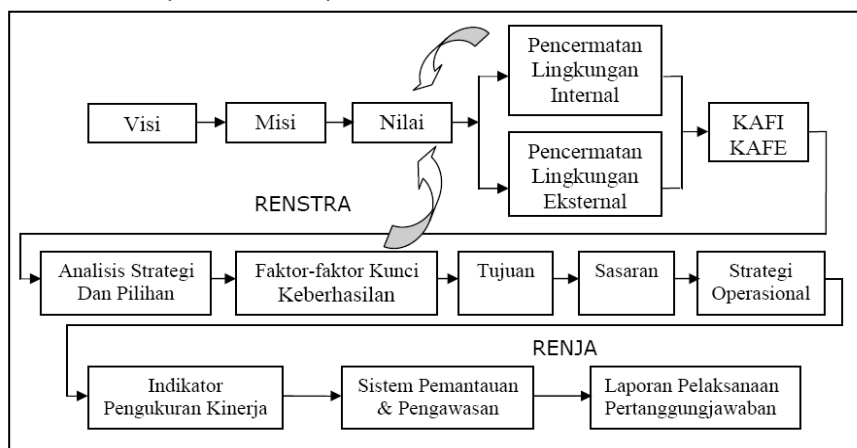 Visi
Misi
Nilai
Pencermatan
Lingkungan
Internal
Pencermatan
Lingkungan
Eksternal
KAFI
KAFE
RENSTRA
Analisis Strategi
Dan Pilihan
Faktor-faktor Kunci
Keberhasilan
Tujuan
Sasaran
Strategi
Operasional
RENJA
Indikator
Pengukuran Kinerja
Sistem Pemantauan
& Pengawasan
Laporan Pelaksanaan
Pertanggungjawaban